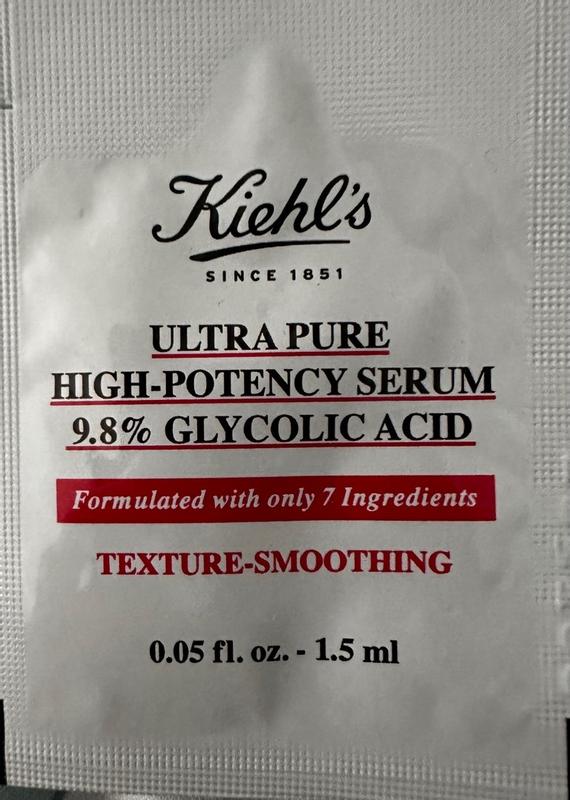 Kiehl's
SINCE 1851
ULTRA PURE
HIGH-POTENCY SERUM
9.8% GLYCOLIC ACID
Formulated with only 7 Ingredients
TEXTURE-SMOOTHING
0.05 fl. oz. - 1.5 ml